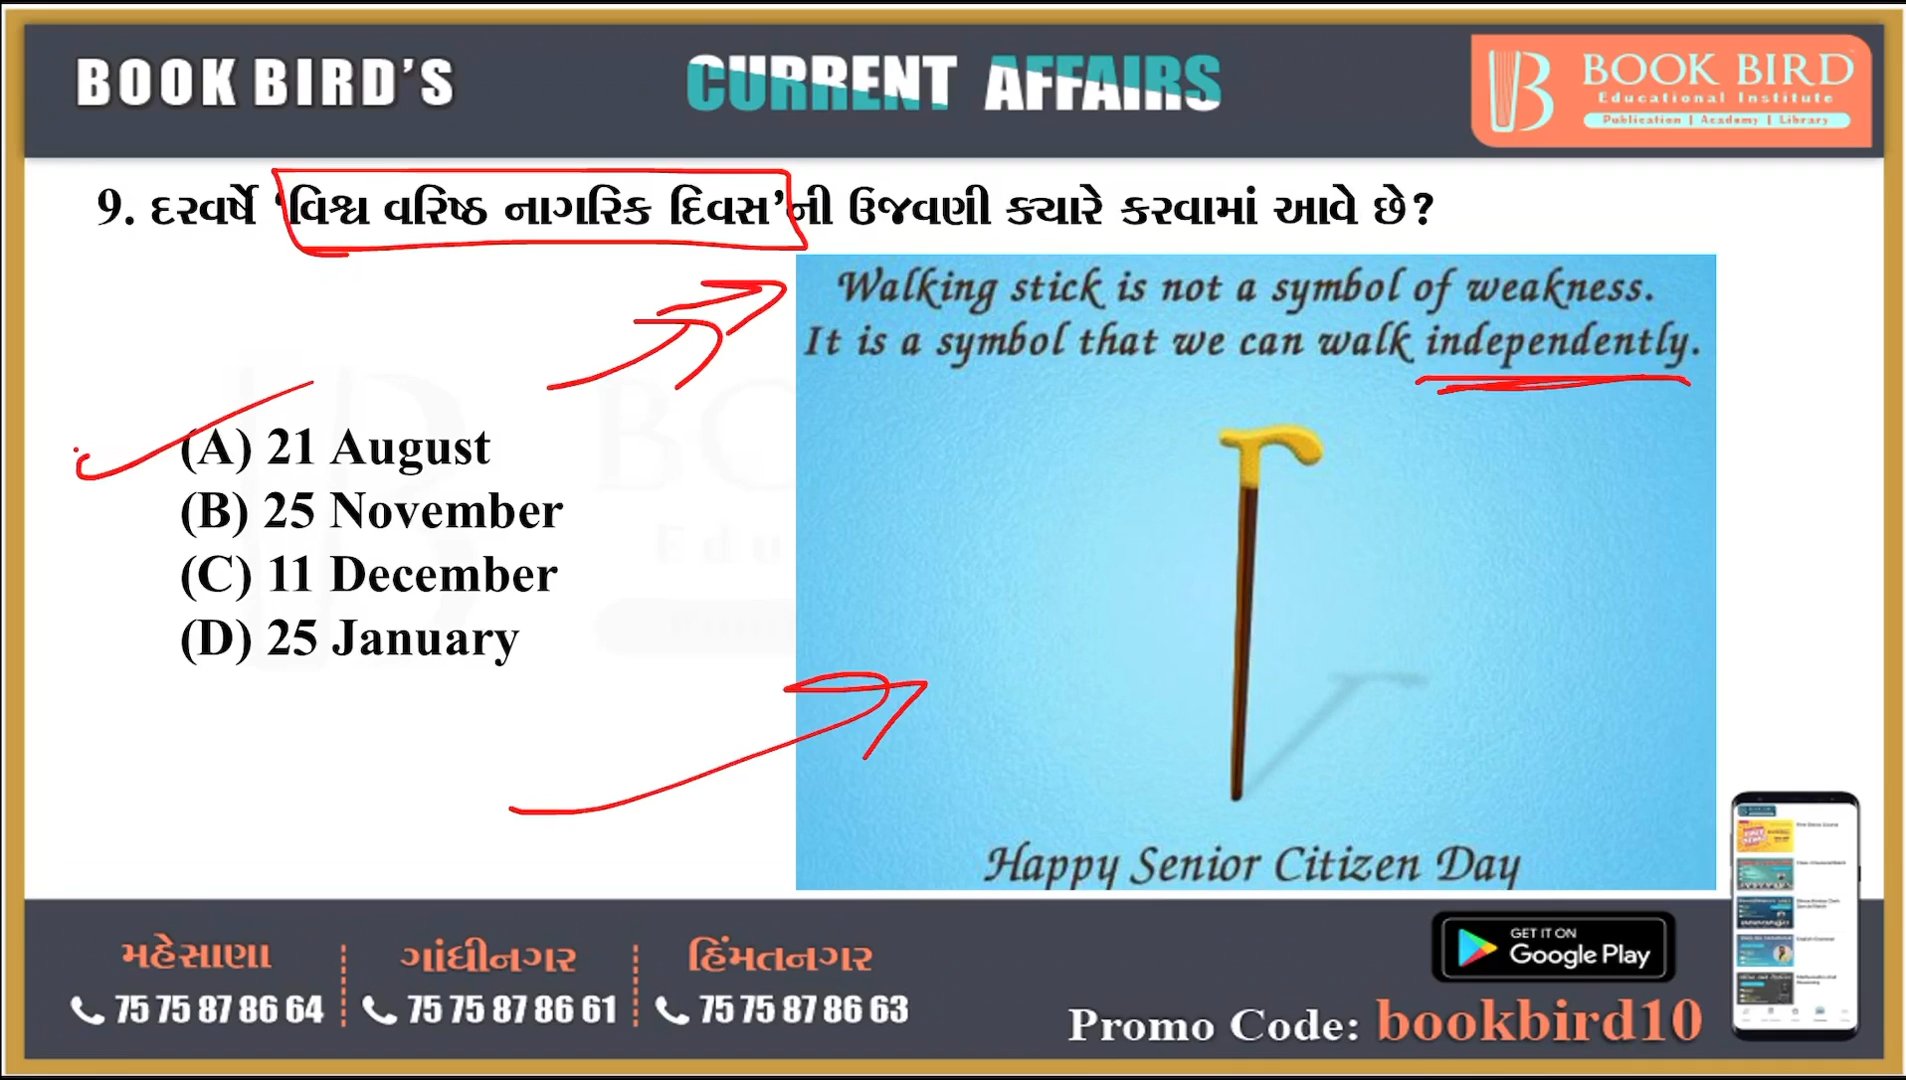 BOOK BIRD'S
CURRENT AFFAIRS
BOOK BIRD
Educational Institute
Publication | Academy | Library
9. દરવર્ષે ‘વિશ્વ વરિષ્ઠ નાગરિક દિવસ’ની ઉજવણી ક્યારે કરવામાં આવે છે?
(A) 21 August
(B) 25 November
(C) 11 December
(D) 25 January
Walking stick is not a symbol of weakness.
It is a symbol that we can walk independently.
Happy Senior Citizen Day
મહેસાણા
75 75 87 86 64
ગાંધીનગર
75 75 87 86 61
હિંમતનગર
75 75 87 86 63
GET IT ON
Google Play
Promo Code: bookbird10